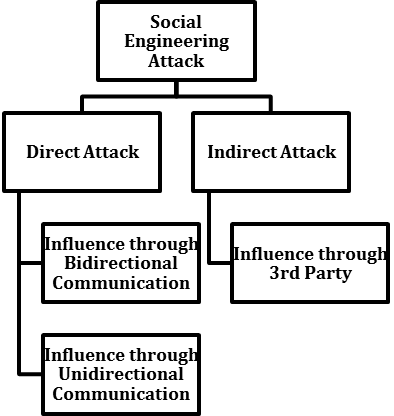 Social
Engineering
Attack
Direct Attack
Indirect Attack
Influence through
Bidirectional
Communication
Influence through
3rd Party
Influence through
Unidirectional
Communication